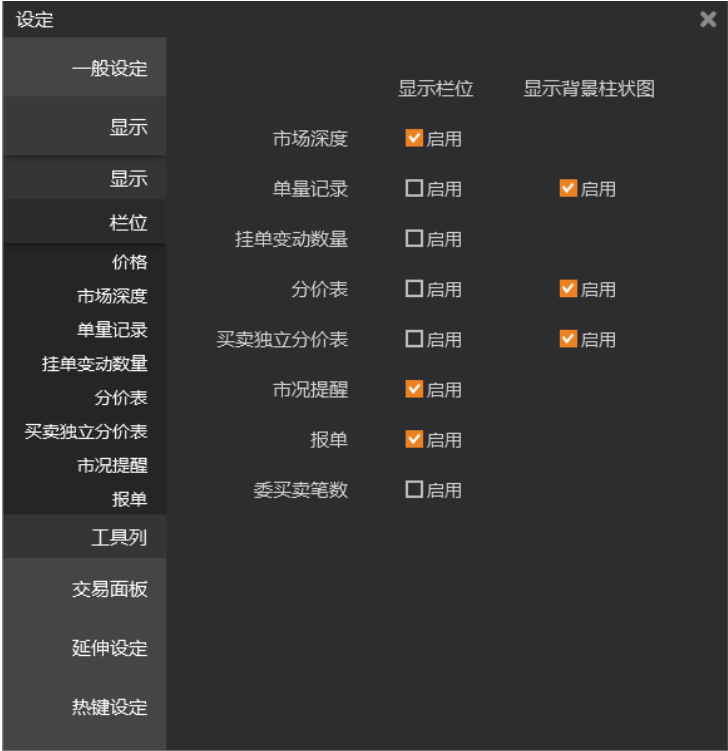 设定
一般设定
显示
显示
栏位
价格
市场深度
单量记录
挂单变动数量
分价表
买卖独立分价表
市况提醒
报单
工具列
交易面板
延伸设定
热键设定
显示栏位 显示背景柱状图
市场深度 启用
单量记录 启用 启用
挂单变动数量 启用
分价表 启用 启用
买卖独立分价表 启用 启用
市况提醒 启用
报单 启用
委买卖笔数 启用